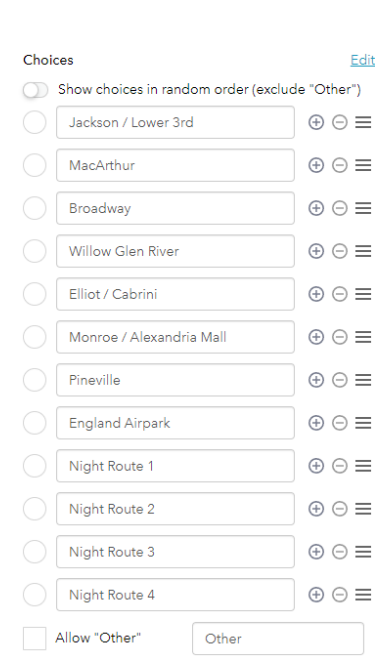 Choices Edit
Show choices in random order (exclude "Other")
Jackson / Lower 3rd
MacArthur
Broadway
Willow Glen River
Elliot / Cabrini
Monroe / Alexandria Mall
Pineville
England Airpark
Night Route 1
Night Route 2
Night Route 3
Night Route 4
Allow "Other" Other